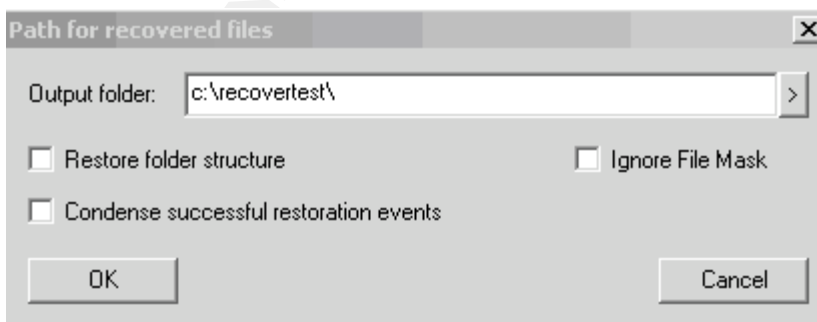 Path for recovered files
Output folder: c:\recovertest\ >
Restore folder structure Ignore File Mask
Condense successful restoration events
OK Cancel